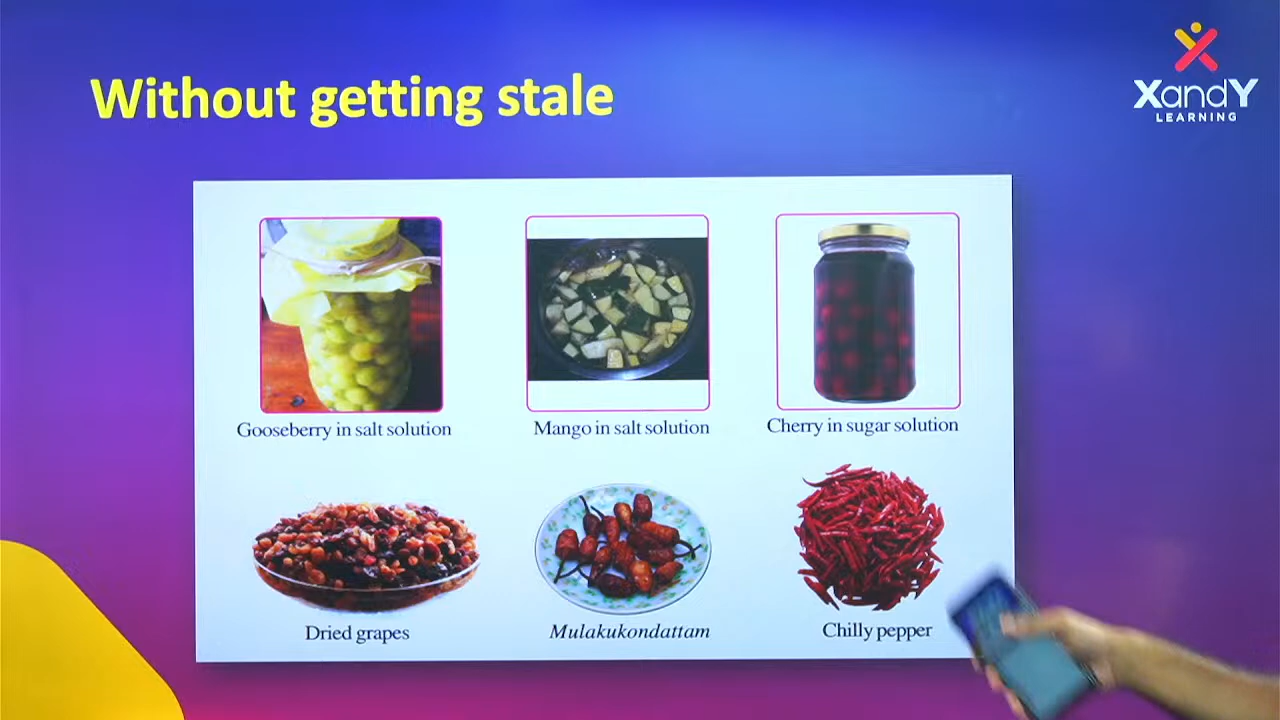 XandY
LEARNING
Without getting stale
Gooseberry in salt solution
Mango in salt solution
Cherry in sugar solution
Dried grapes
Mulakukondattam
Chilly pepper